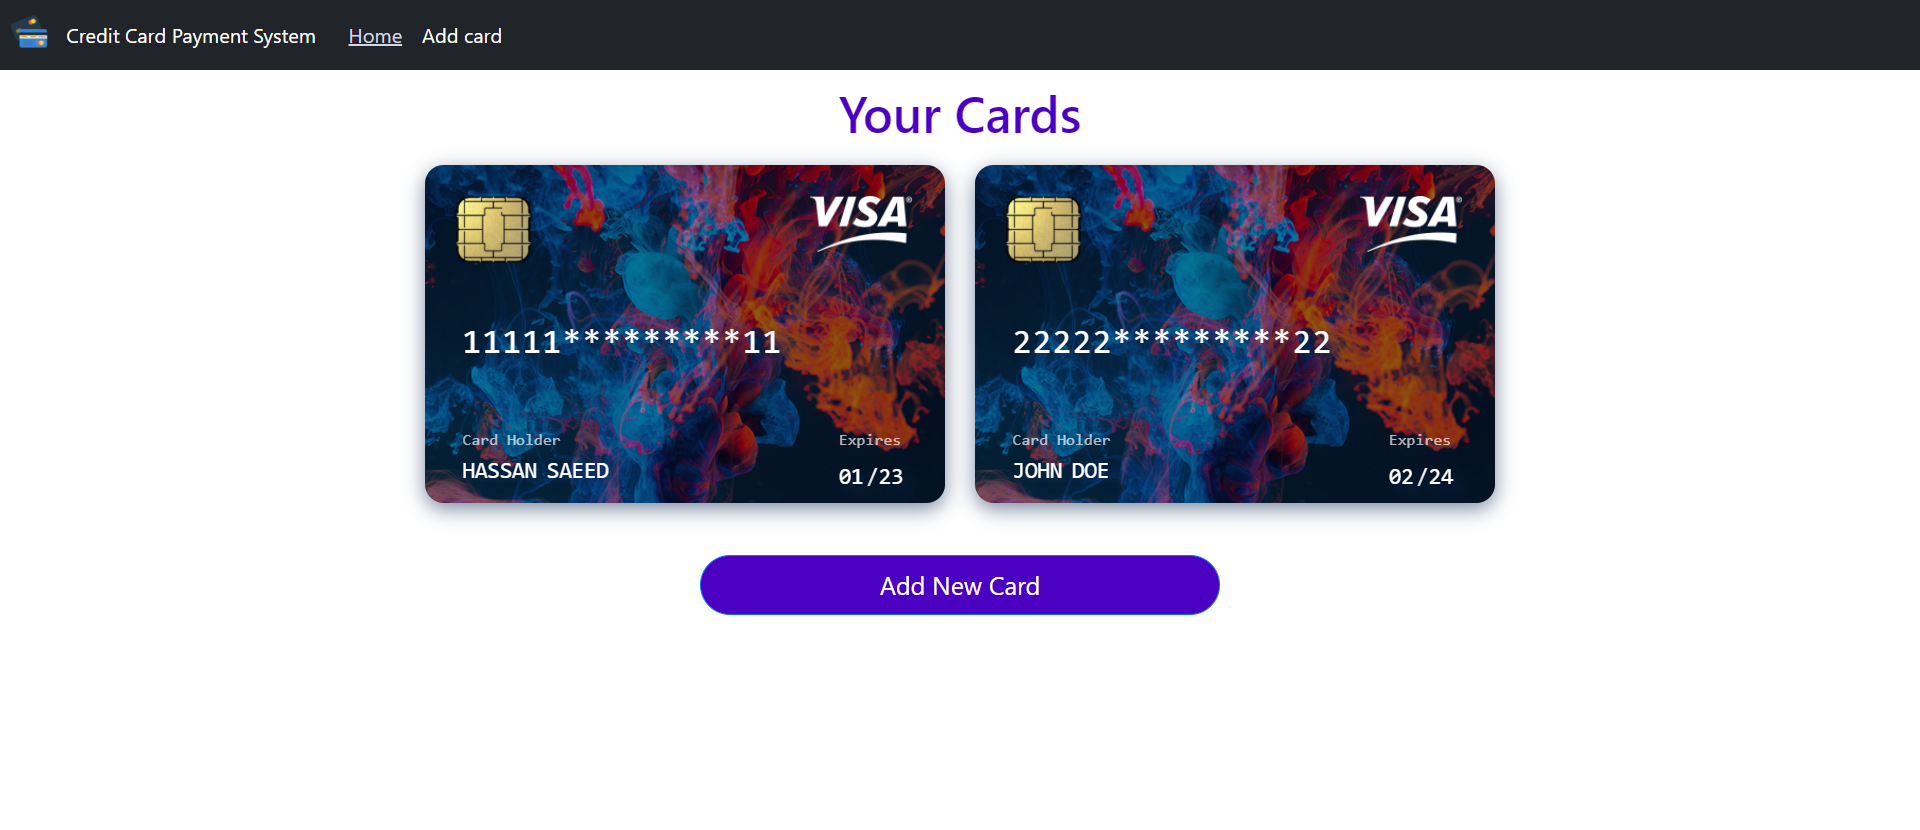 Credit Card Payment System Home Add card
Your Cards
VISA®
11111*********11
Card Holder
HASSAN SAEED
Expires
01/23
VISA®
22222*********22
Card Holder
JOHN DOE
Expires
02/24
Add New Card